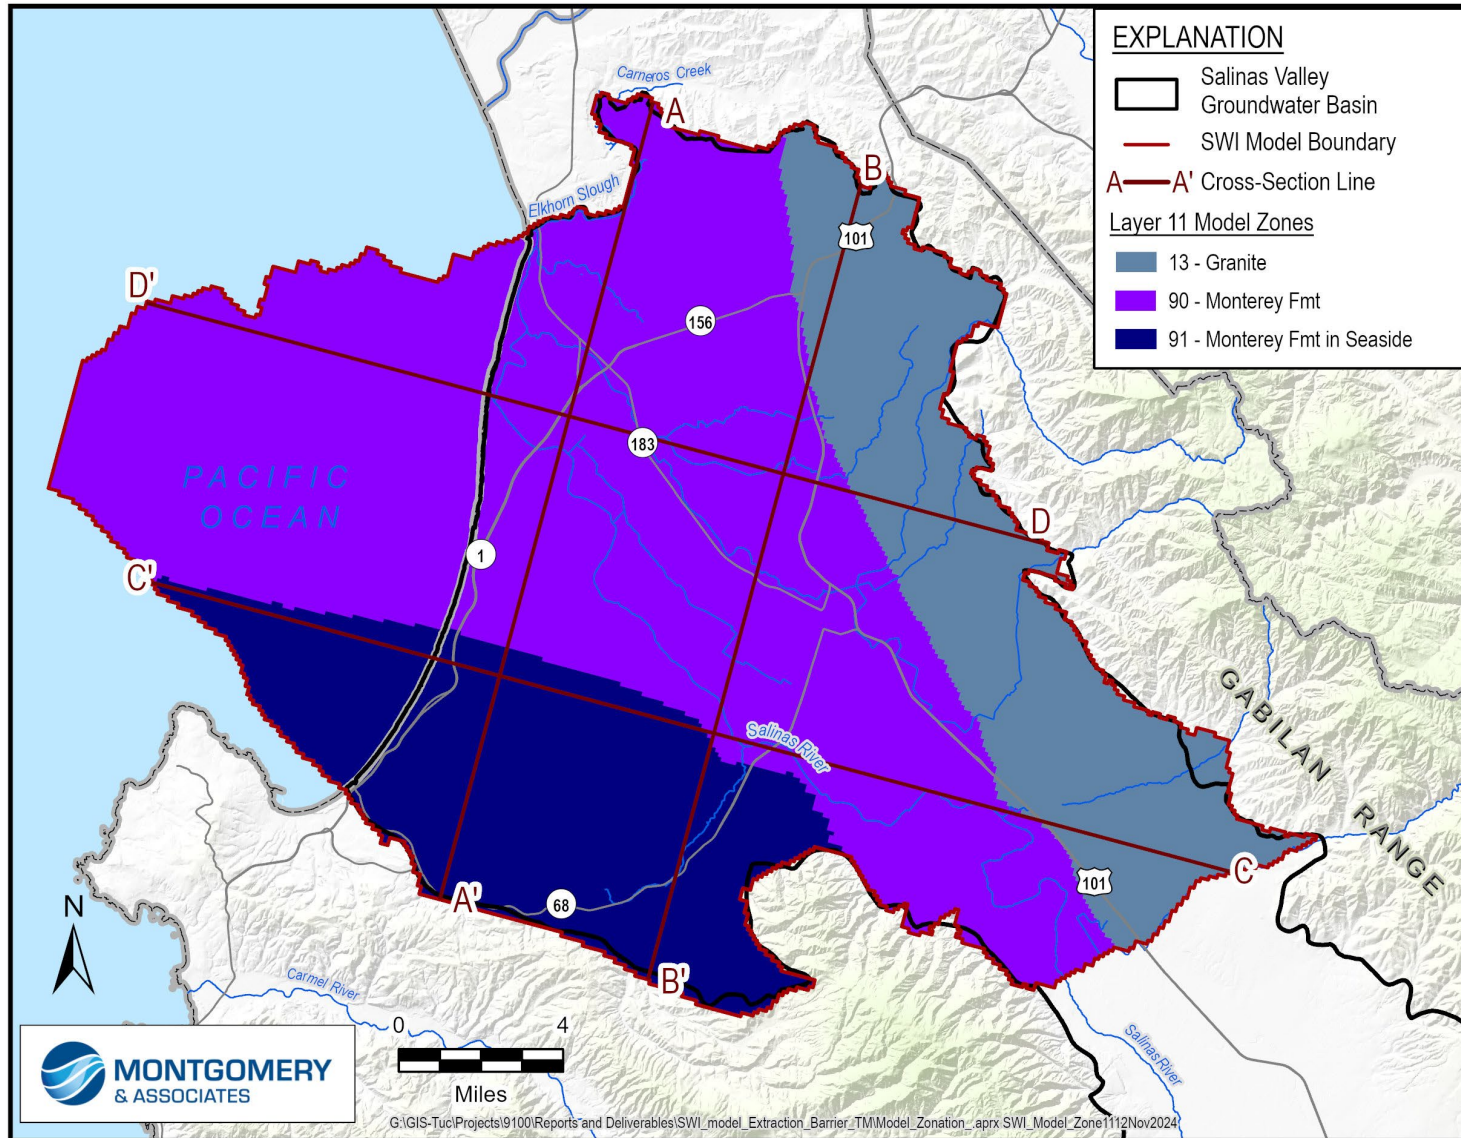 EXPLANATION
Salinas Valley
Groundwater Basin
SWI Model Boundary
A A' Cross-Section Line
Layer 11 Model Zones
13 - Granite
90 - Monterey Fmt
91 - Monterey Fmt in Seaside
Carneros Creek
A
B
Elkhorn Slough
101
D'
156
183
PACIFIC
OCEAN
D
1
C'
GABILAN
RANGE
Salinas River
C
101
A'
68
B'
N
Carmel River
Salinas River
0 4
Miles
MONTGOMERY
& ASSOCIATES
G:\GIS-Tuc\Projects\9100\Reports and Deliverables\SWI_model_Extraction_Barrier_TM\Model_Zonation_.aprx SWI_Model_Zone1112Nov2024